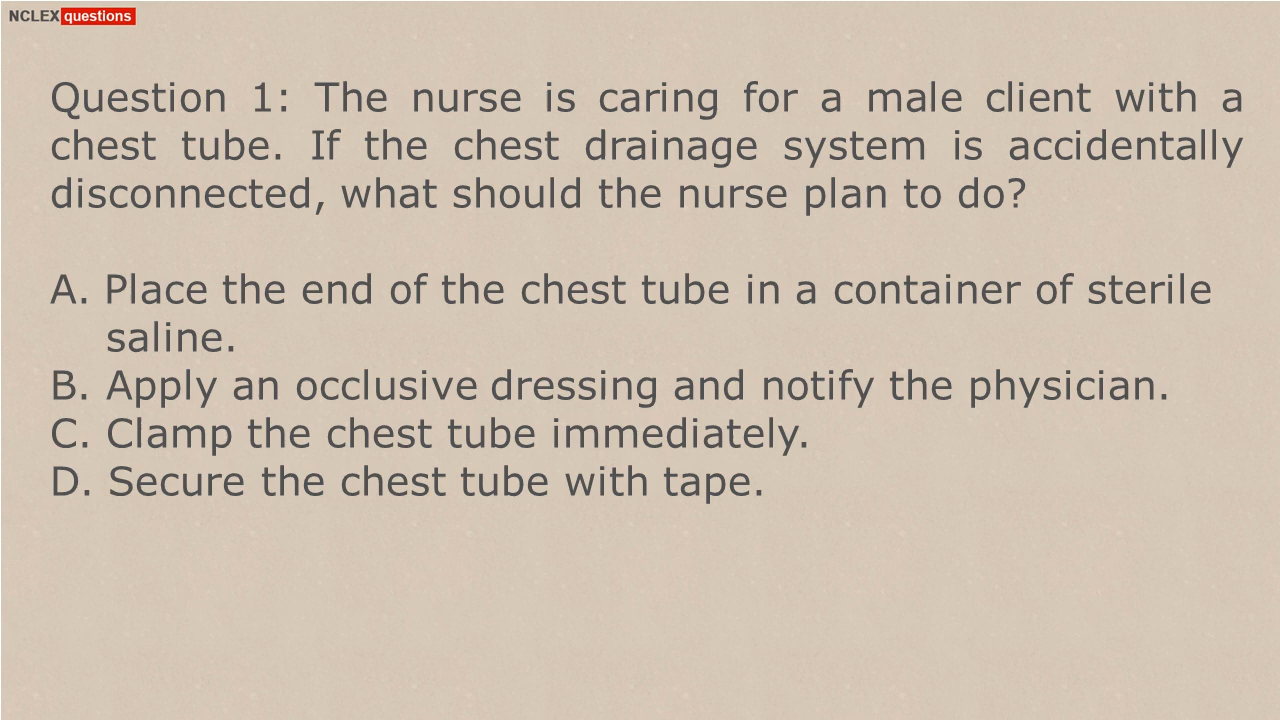 NCLEX questions
Question 1: The nurse is caring for a male client with a
chest tube. If the chest drainage system is accidentally
disconnected, what should the nurse plan to do?
A. Place the end of the chest tube in a container of sterile
saline.
B. Apply an occlusive dressing and notify the physician.
C. Clamp the chest tube immediately.
D. Secure the chest tube with tape.